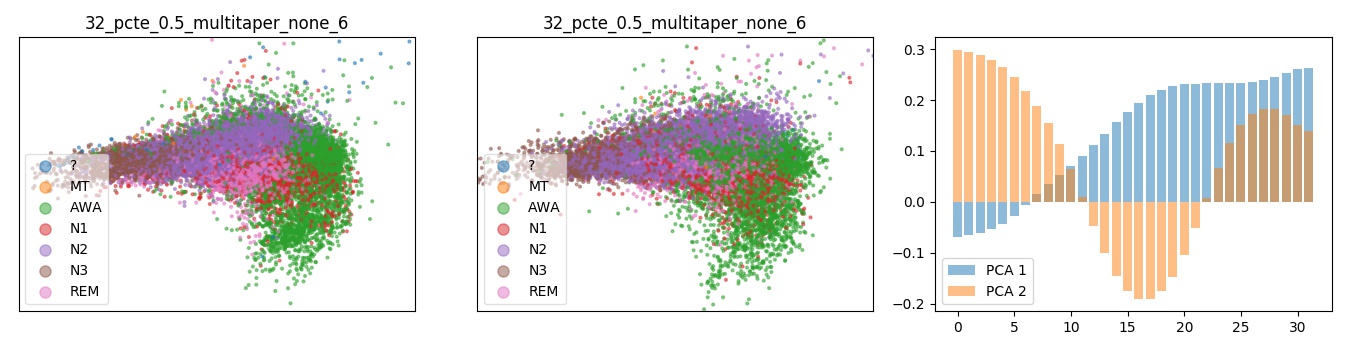 32_pcte_0.5_multitaper_none_6
?
MT
AWA
N1
N2
N3
REM
32_pcte_0.5_multitaper_none_6
?
MT
AWA
N1
N2
N3
REM
0.3
0.2
0.1
0.0
−0.1
−0.2
PCA 1
PCA 2
0
5
10
15
20
25
30